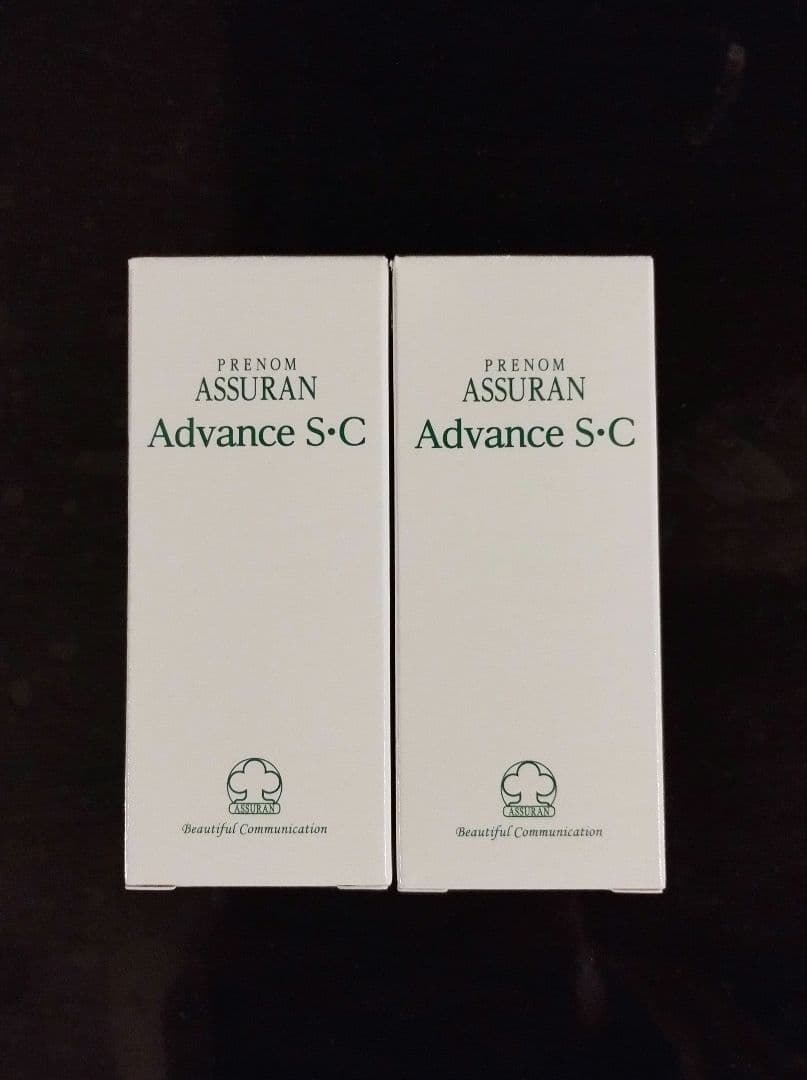 PRENOM
ASSURAN
Advance S・C
ASSURAN
Beautiful Communication
PRENOM
ASSURAN
Advance S・C
ASSURAN
Beautiful Communication